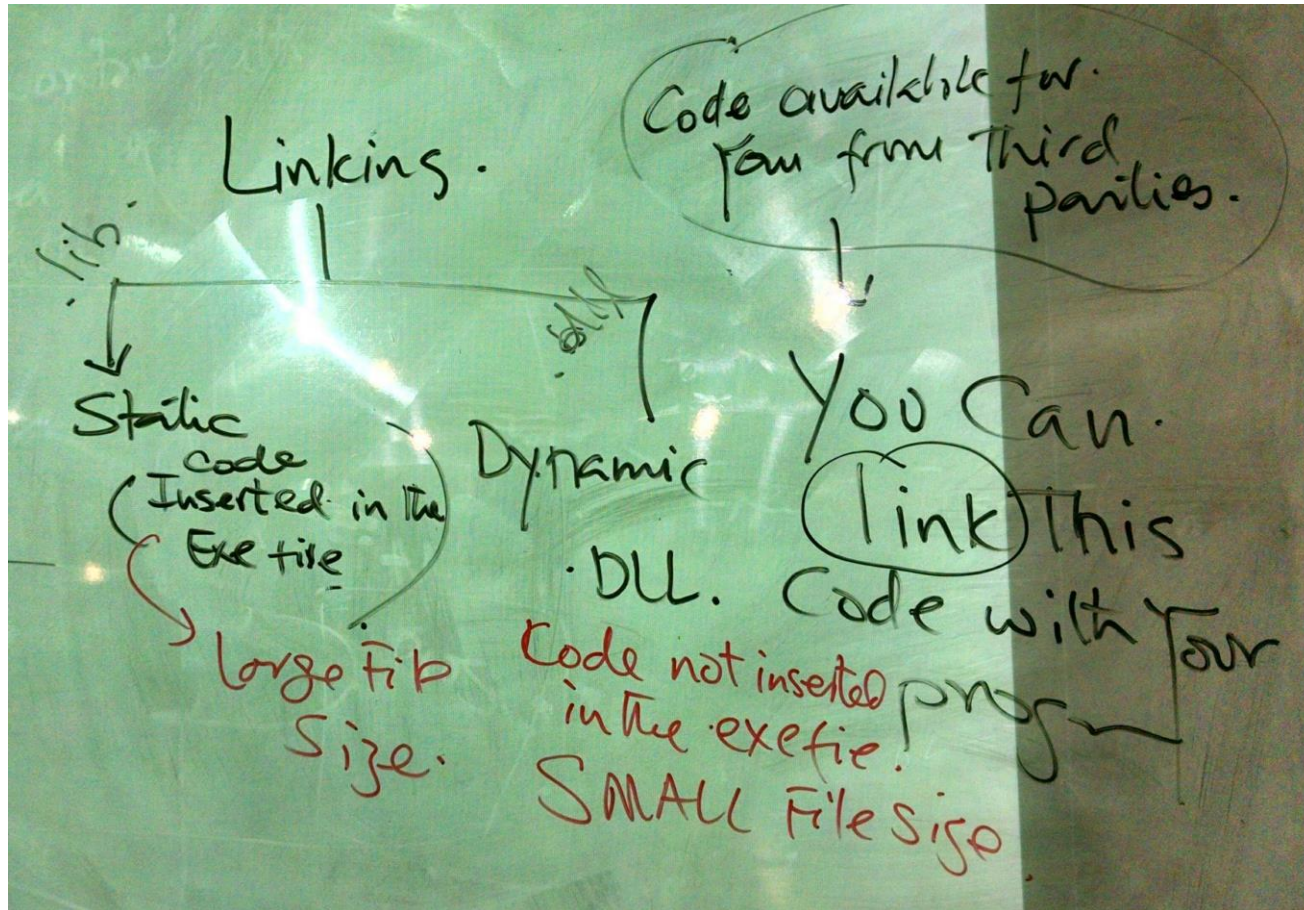 Linking.
.lib.
.dll
Static
Code
Inserted in the
Exe file
Large File
Size.
Dynamic
.DLL.
Code not inserted
in the exe file.
SMALL File Size
Code available for
You from Third
parties.
You Can.
link This
Code with Your